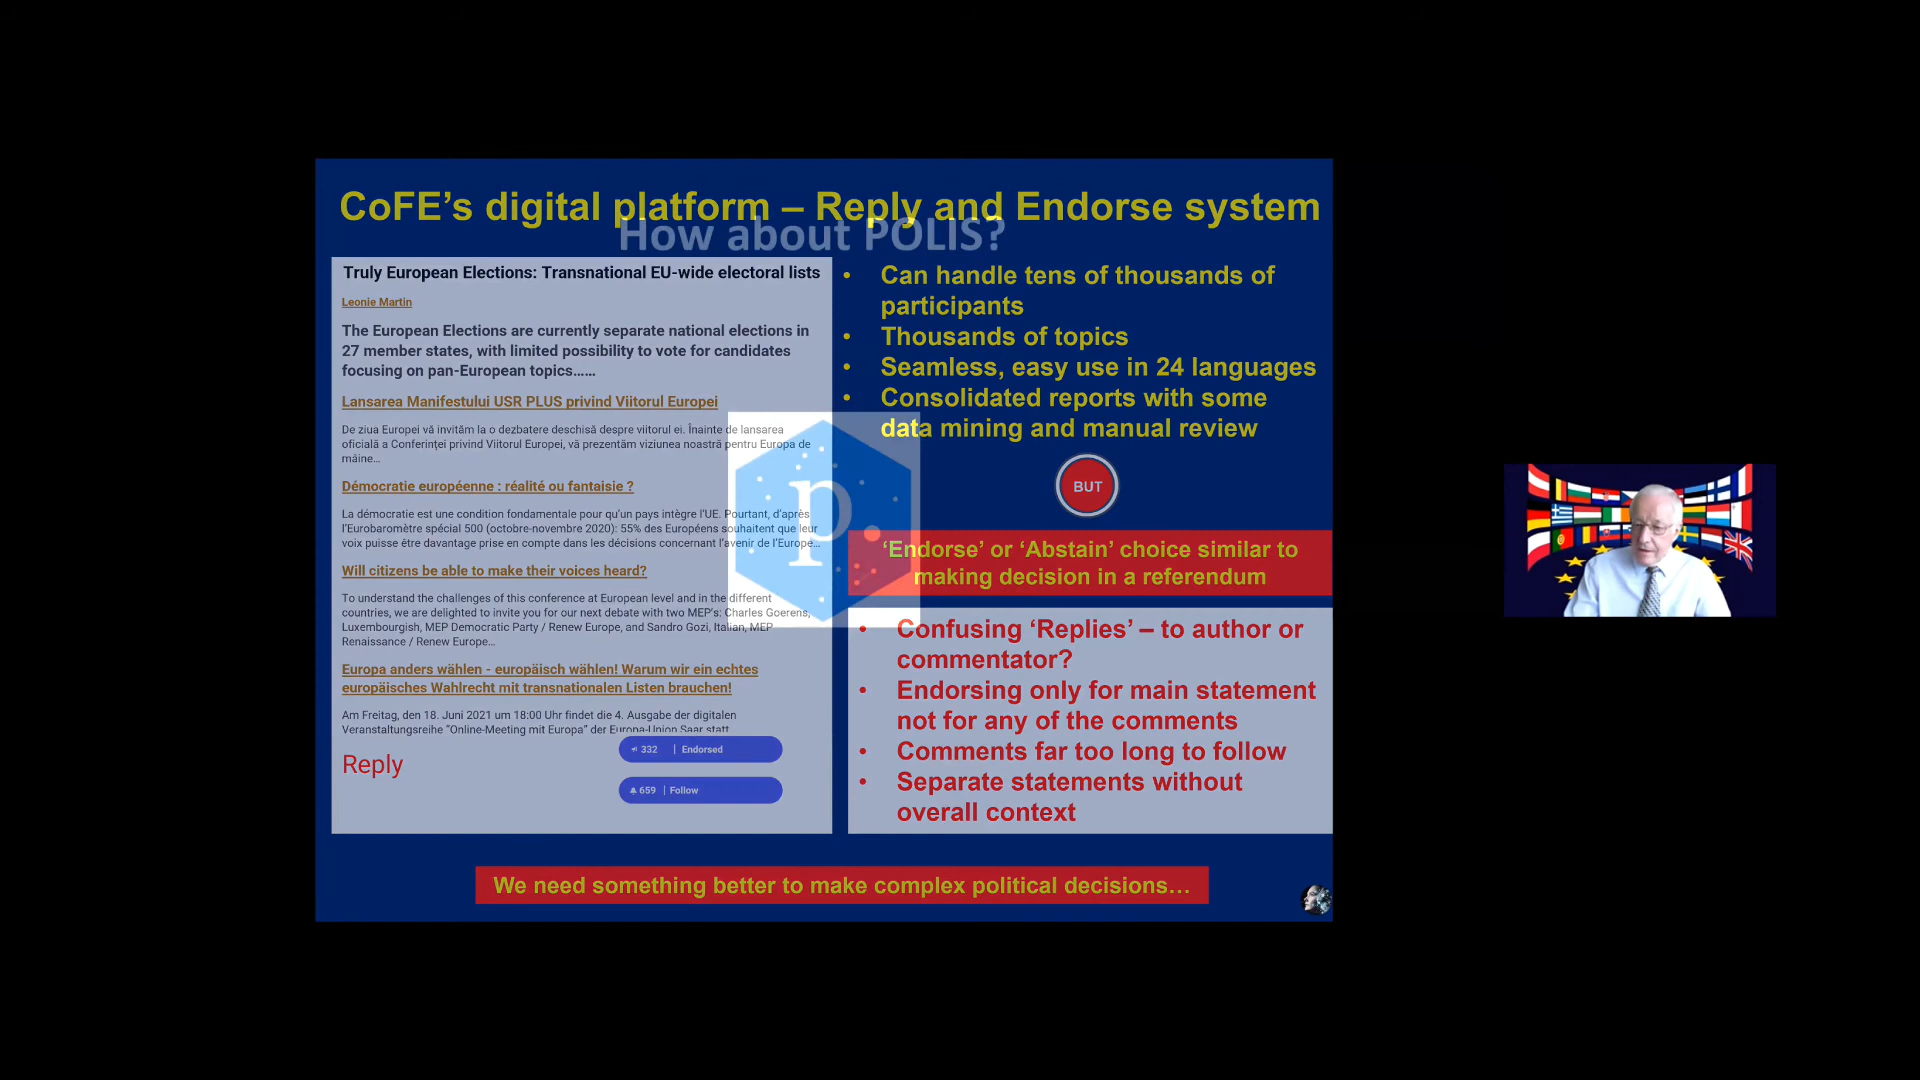 CoFE’s digital platform – Reply and Endorse system
How about POLIS?
Truly European Elections: Transnational EU-wide electoral lists
Leonie Martin
The European Elections are currently separate national elections in
27 member states, with limited possibility to vote for candidates
focusing on pan-European topics……
Lansarea Manifestului USR PLUS privind Viitorul Europei
De ziua Europei vă invităm la o dezbatere deschisă despre viitorul ei. Înainte de lansarea
oficială a Conferinței privind Viitorul Europei, vă prezentăm viziunea noastră pentru Europa de
mâine…
Démocratie européenne : réalité ou fantaisie ?
La démocratie est une condition fondamentale pour qu’un pays intègre l’UE. Pourtant, d’après
l’Eurobaromètre spécial 500 (octobre-novembre 2020): 55% des Européens souhaitent que leur
voix puisse être davantage prise en compte dans les décisions concernant l’avenir de l’Europe…
Will citizens be able to make their voices heard?
To understand the challenges of this conference at European level and in the different
countries, we are delighted to invite you for our next debate with two MEP’s: Charles Goerens,
Luxembourgish, MEP Democratic Party / Renew Europe, and Sandro Gozi, Italian, MEP
Renaissance / Renew Europe…
Europa anders wählen - europäisch wählen! Warum wir ein echtes
europäisches Wahlrecht mit transnationalen Listen brauchen!
Am Freitag, den 18. Juni 2021 um 18:00 Uhr findet die 4. Ausgabe der digitalen
Veranstaltungsreihe “Online-Meeting mit Europa” der Europa-Union Saar statt
Reply
332 | Endorsed
659 | Follow
p.
• Can handle tens of thousands of
participants
• Thousands of topics
• Seamless, easy use in 24 languages
• Consolidated reports with some
data mining and manual review
BUT
‘Endorse’ or ‘Abstain’ choice similar to
making decision in a referendum
• Confusing ‘Replies’ – to author or
commentator?
• Endorsing only for main statement
not for any of the comments
• Comments far too long to follow
• Separate statements without
overall context
We need something better to make complex political decisions…